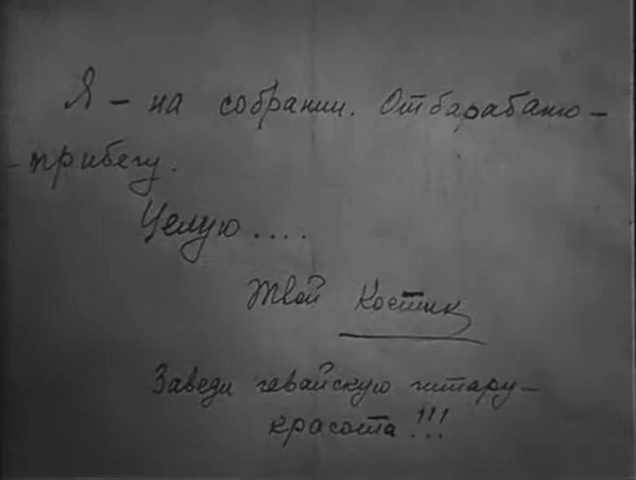 Я – на собрании. Отбарабаню –
- прибегу.
Целую ....
Твой Костик
Заведи гавайскую гитару –
красота!!!